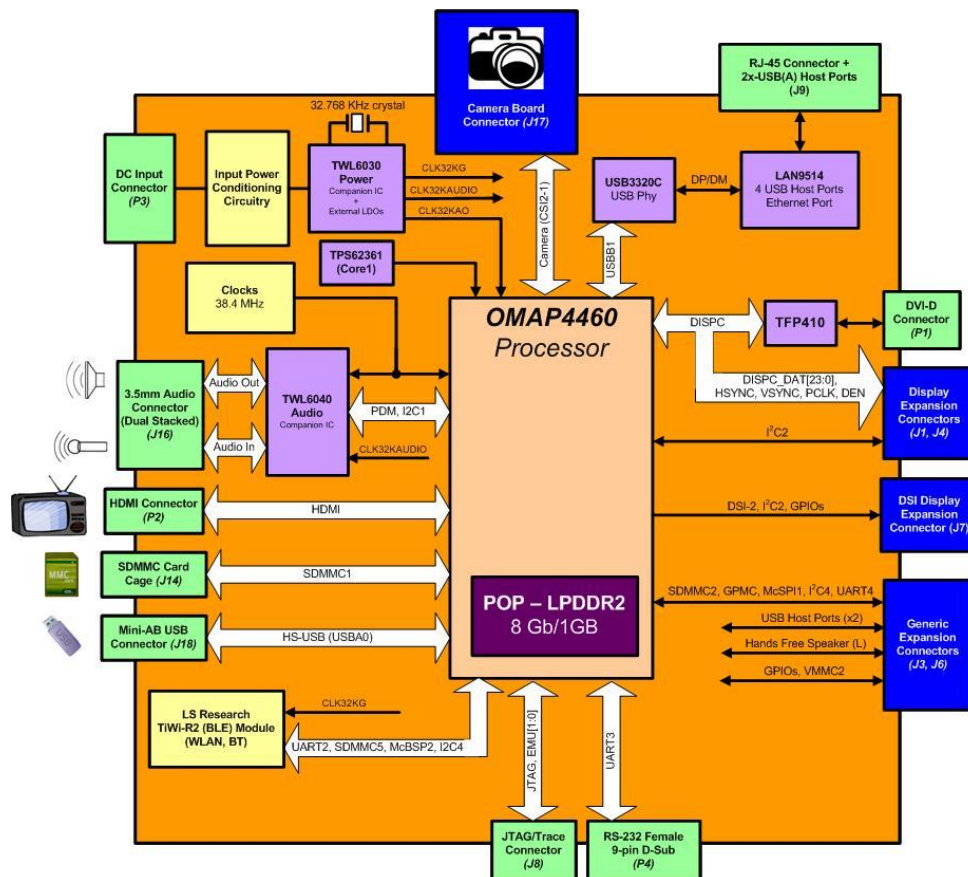 Camera Board
Connector (J17)
RJ-45 Connector +
2x-USB(A) Host Ports
(J9)
32.768 KHz crystal
DC Input
Connector
(P3)
Input Power
Conditioning
Circuitry
TWL6030
Power
Companion IC
+
External LDOs
CLK32KG
CLK32KAUDIO
CLK32KAO
Camera (CSI2-1)
USB3320C
USB Phy
DP/DM
LAN9514
4 USB Host Ports
Ethernet Port
USBB1
TPS62361
(Core1)
Clocks
38.4 MHz
OMAP4460
Processor
DISPC
TFP410
DVI-D
Connector
(P1)
DISPC_DAT[23:0],
HSYNC, VSYNC, PCLK, DEN
Display
Expansion
Connectors
(J1, J4)
I²C2
3.5mm Audio
Connector
(Dual Stacked)
(J16)
Audio Out
Audio In
TWL6040
Audio
Companion IC
PDM, I2C1
CLK32KAUDIO
HDMI Connector
(P2)
HDMI
DSI-2, I²C2, GPIOs
DSI Display
Expansion
Connector (J7)
MMC
SDMMC Card
Cage (J14)
SDMMC1
POP – LPDDR2
8 Gb/1GB
SDMMC2, GPMC, McSPI1, I²C4, UART4
USB Host Ports (x2)
Hands Free Speaker (L)
GPIOs, VMMC2
Generic
Expansion
Connectors
(J3, J6)
Mini-AB USB
Connector (J18)
HS-USB (USBA0)
LS Research
TiWi-R2 (BLE) Module
(WLAN, BT)
CLK32KG
UART2, SDMMC5, McBSP2, I2C4
JTAG, EMU[1:0]
UART3
JTAG/Trace
Connector
(J8)
RS-232 Female
9-pin D-Sub
(P4)